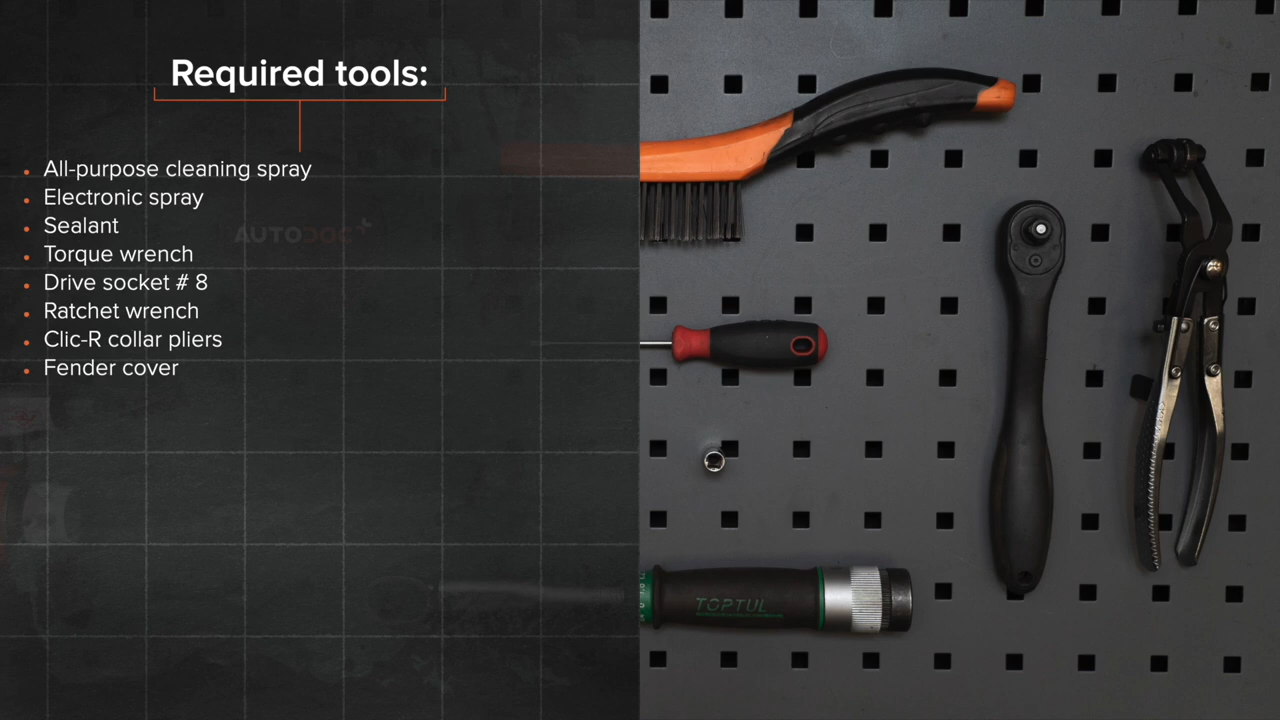 Required tools:
All-purpose cleaning spray
Electronic spray
Sealant
AUTODOC
Torque wrench
Drive socket # 8
Ratchet wrench
Clic-R collar pliers
Fender cover
TOPTUL